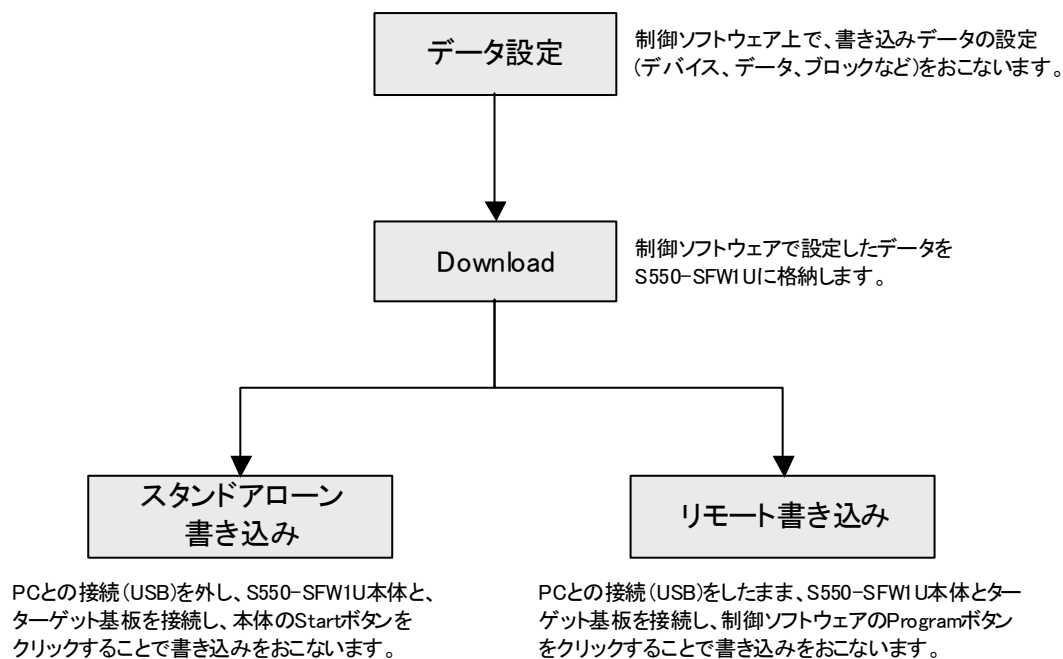 データ設定
制御ソフトウェア上で、書き込みデータの設定
(デバイス、データ、ブロックなど)をおこないます。
Download
制御ソフトウェアで設定したデータを
S550-SFW1Uに格納します。
スタンドアローン
書き込み
PCとの接続(USB)を外し、S550-SFW1U本体と、
ターゲット基板を接続し、本体のStartボタンを
クリックすることで書き込みをおこないます。
リモート書き込み
PCとの接続(USB)をしたまま、S550-SFW1U本体とター
ゲット基板を接続し、制御ソフトウェアのProgramボタン
をクリックすることで書き込みをおこないます。